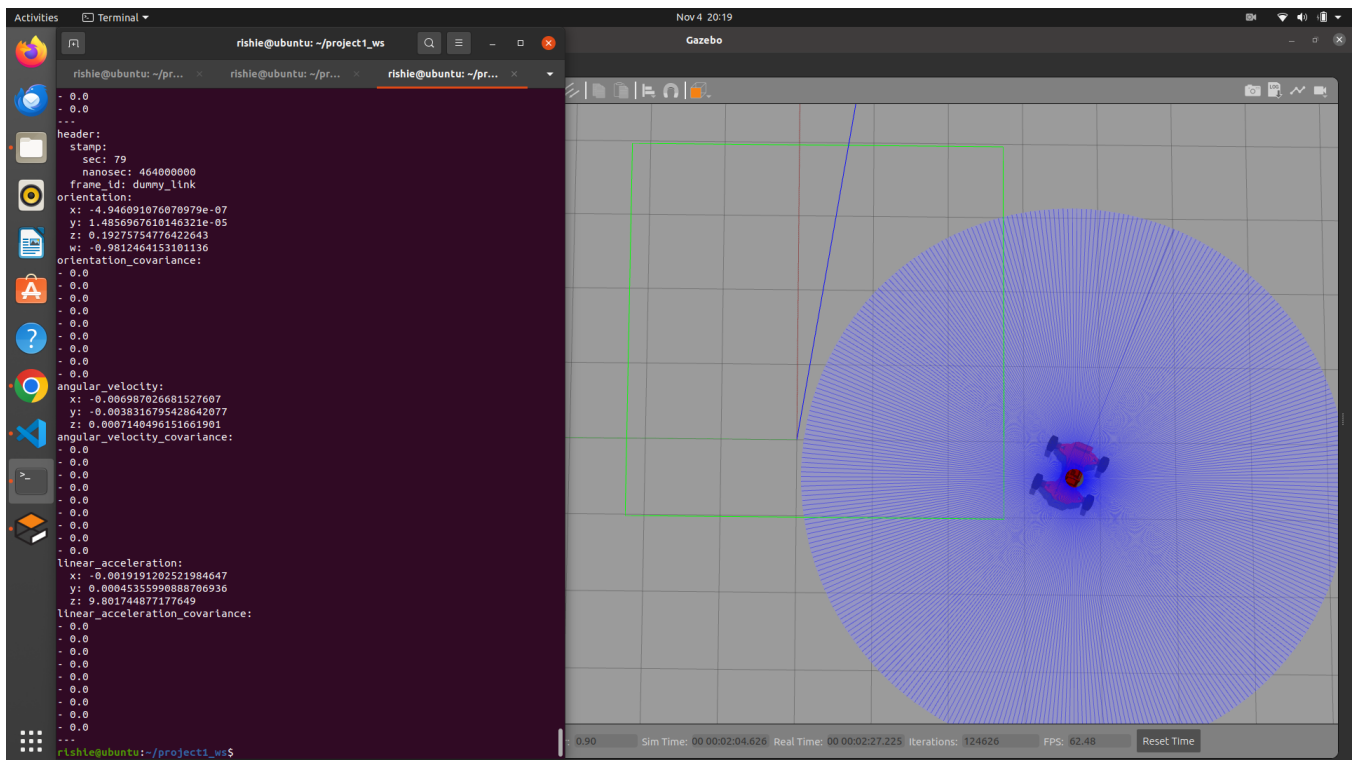 Activities
Terminal
Nov 4 20:19
rishie@ubuntu: ~/project1_ws
Gazebo
rishie@ubuntu: ~/pr...
rishie@ubuntu: ~/pr...
rishie@ubuntu: ~/pr...
- 0.0
- 0.0
---
header:
stamp:
sec: 79
nanosec: 464000000
frame_id: dummy_link
orientation:
x: -4.946091076070979e-07
y: 1.4856967610146321e-05
z: 0.19275754776422643
w: -0.9812464153101136
orientation_covariance:
- 0.0
- 0.0
- 0.0
- 0.0
- 0.0
- 0.0
- 0.0
- 0.0
- 0.0
angular_velocity:
x: -0.006987026681527607
y: -0.0038316795428642077
z: 0.0007140496151661901
angular_velocity_covariance:
- 0.0
- 0.0
- 0.0
- 0.0
- 0.0
- 0.0
- 0.0
- 0.0
- 0.0
linear_acceleration:
x: -0.0019191202521984647
y: 0.00045355990888706936
z: 9.801744877177649
linear_acceleration_covariance:
- 0.0
- 0.0
- 0.0
- 0.0
- 0.0
- 0.0
- 0.0
- 0.0
- 0.0
---
rishie@ubuntu:~/project1_ws$
: 0.90 Sim Time: 00 00:02:04.626 Real Time: 00 00:02:27.225 Iterations: 124626 FPS: 62.48 Reset Time
LOG